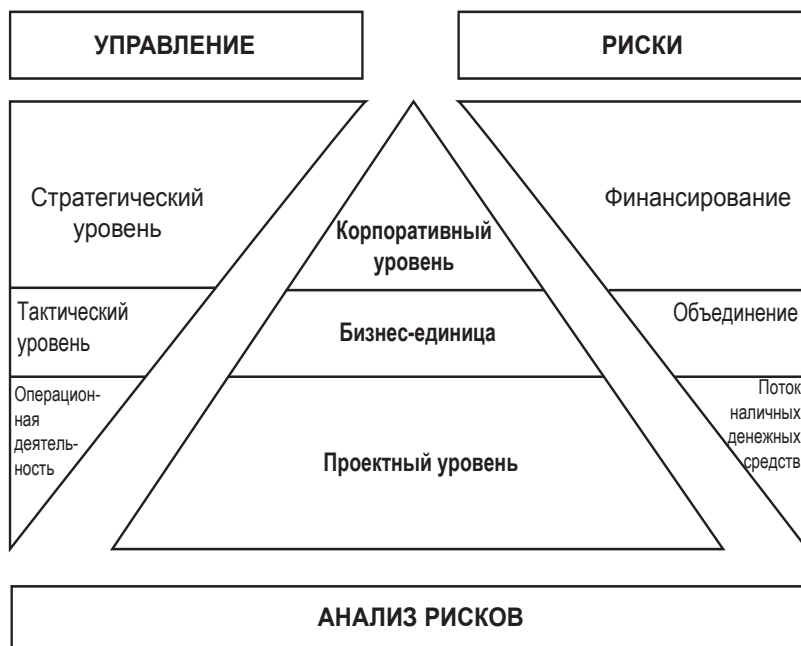 УПРАВЛЕНИЕ
РИСКИ
Стратегический
уровень
Финансирование
Корпоративный
уровень
Тактический
уровень
Бизнес-единица
Объединение
Операцион-
ная
деятель-
ность
Проектный уровень
Поток
наличных
денежных
средств
АНАЛИЗ РИСКОВ